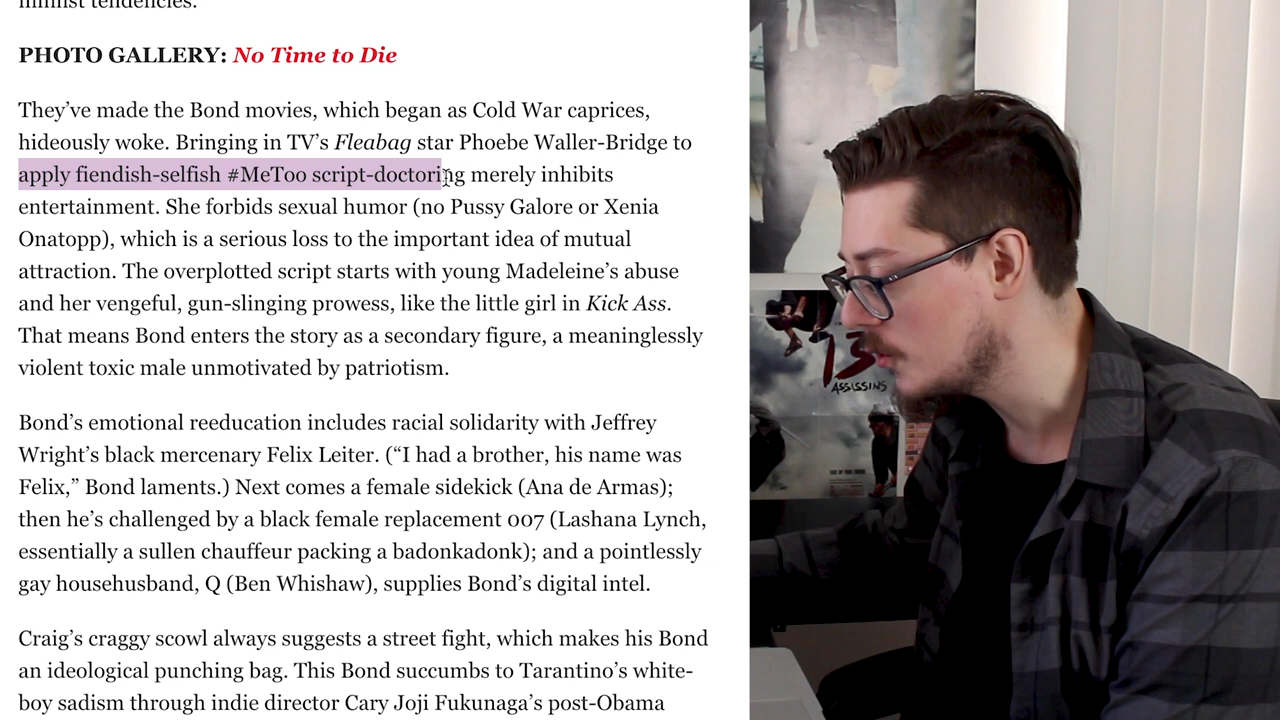 PHOTO GALLERY: No Time to Die
They’ve made the Bond movies, which began as Cold War caprices,
hideously woke. Bringing in TV’s Fleabag star Phoebe Waller-Bridge to
apply fiendish-selfish #MeToo script-doctoring merely inhibits
entertainment. She forbids sexual humor (no Pussy Galore or Xenia
Onatopp), which is a serious loss to the important idea of mutual
attraction. The overplotted script starts with young Madeleine’s abuse
and her vengeful, gun-slinging prowess, like the little girl in Kick Ass.
That means Bond enters the story as a secondary figure, a meaninglessly
violent toxic male unmotivated by patriotism.
Bond’s emotional reeducation includes racial solidarity with Jeffrey
Wright’s black mercenary Felix Leiter. (“I had a brother, his name was
Felix,” Bond laments.) Next comes a female sidekick (Ana de Armas);
then he’s challenged by a black female replacement 007 (Lashana Lynch,
essentially a sullen chauffeur packing a badonkadonk); and a pointlessly
gay househusband, Q (Ben Whishaw), supplies Bond’s digital intel.
Craig’s craggy scowl always suggests a street fight, which makes his Bond
an ideological punching bag. This Bond succumbs to Tarantino’s white-
boy sadism through indie director Cary Joji Fukunaga’s post-Obama
13
ASSASSINS